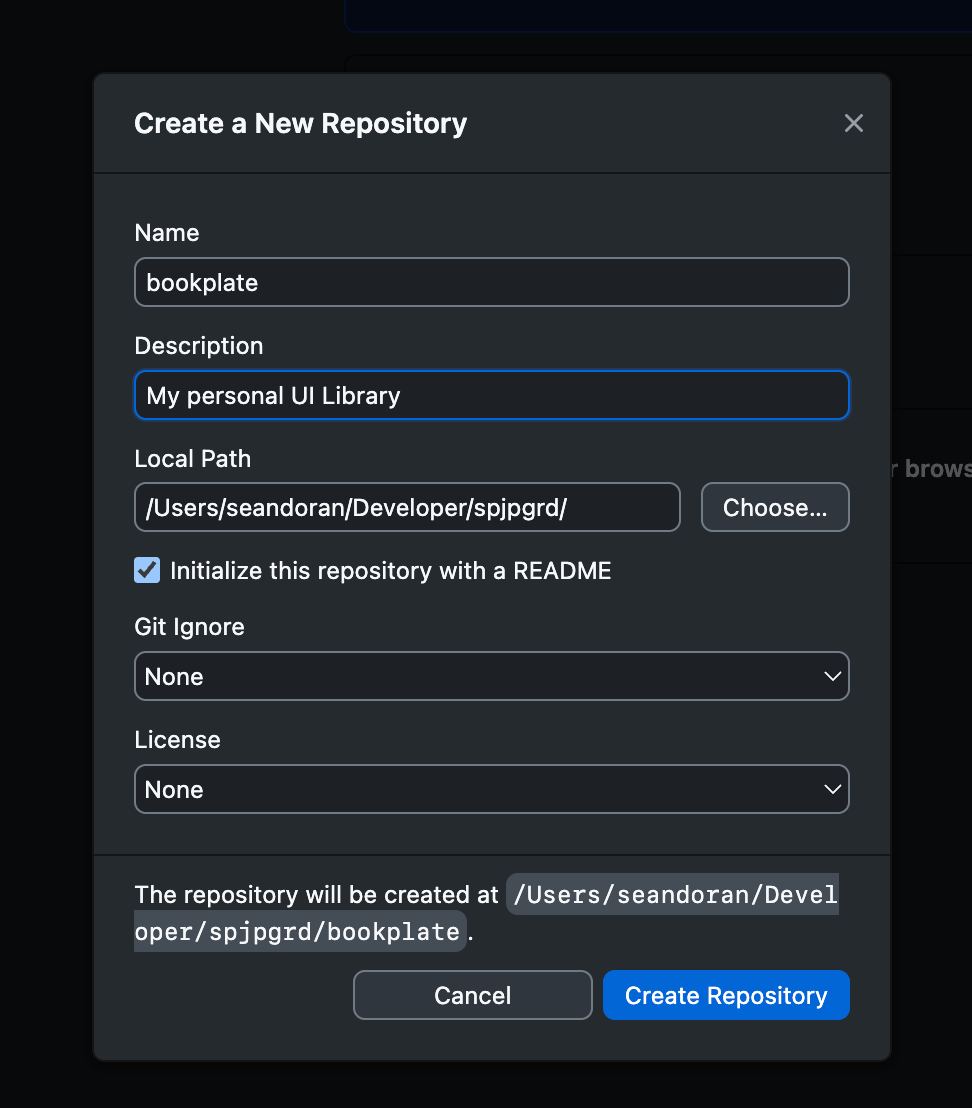 Create a New Repository
Name
bookplate
Description
My personal UI Library
r brows
Local Path
/Users/seandoran/Developer/spjpgrd/
Choose...
Initialize this repository with a README
Git Ignore
None
License
None
The repository will be created at /Users/seandoran/Devel
oper/spjpgrd/bookplate.
Cancel
Create Repository